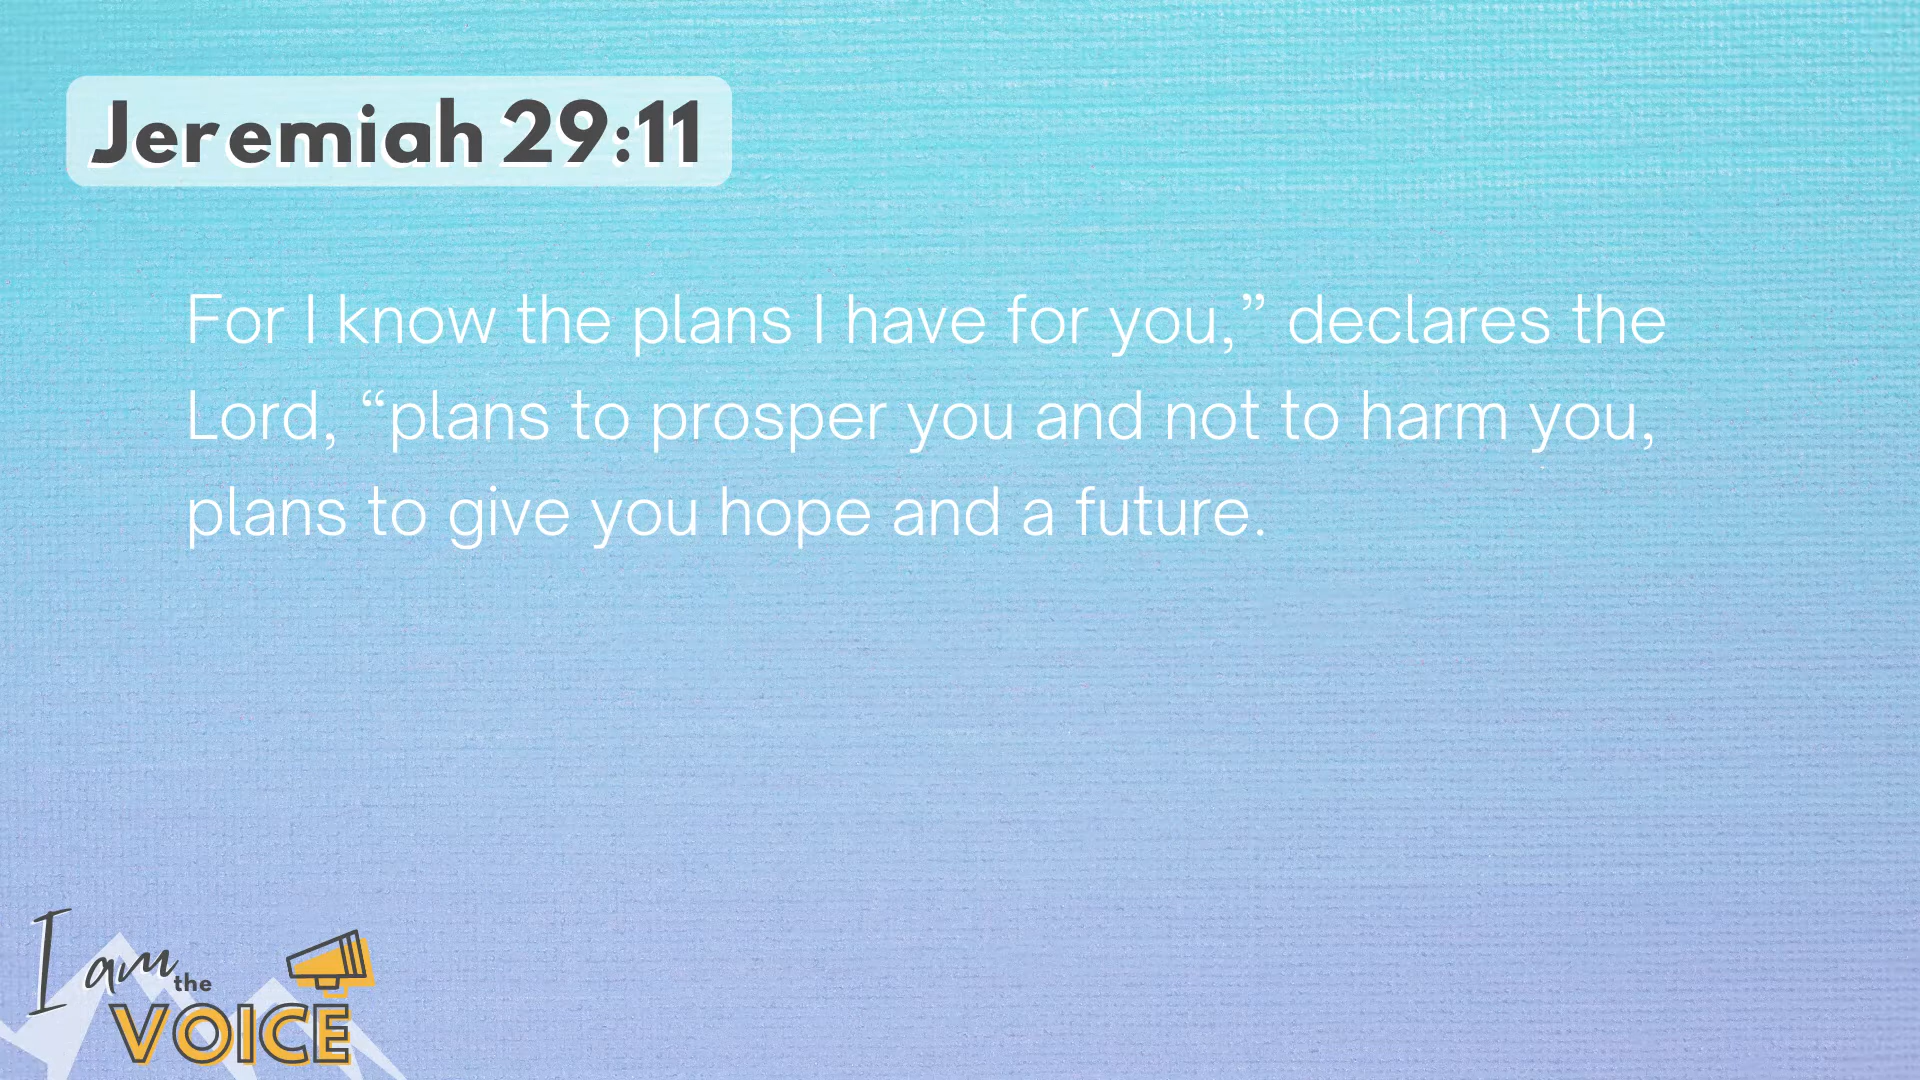 Jeremiah 29:11
For I know the plans I have for you,” declares the
Lord, “plans to prosper you and not to harm you,
plans to give you hope and a future.
I am the
VOICE